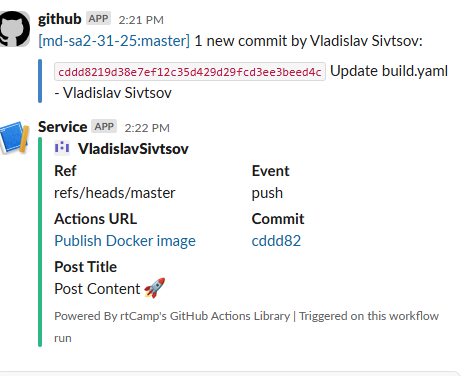 github APP 2:21 PM
[md-sa2-31-25:master] 1 new commit by Vladislav Sivtsov:
cddd8219d38e7ef12c35d429d29fcd3ee3beed4c Update build.yaml
- Vladislav Sivtsov
Service APP 2:22 PM
VladislavSivtsov
Ref Event
refs/heads/master push
Actions URL Commit
Publish Docker image cddd82
Post Title
Post Content 🚀
Powered By rtCamp's GitHub Actions Library | Triggered on this workflow
run